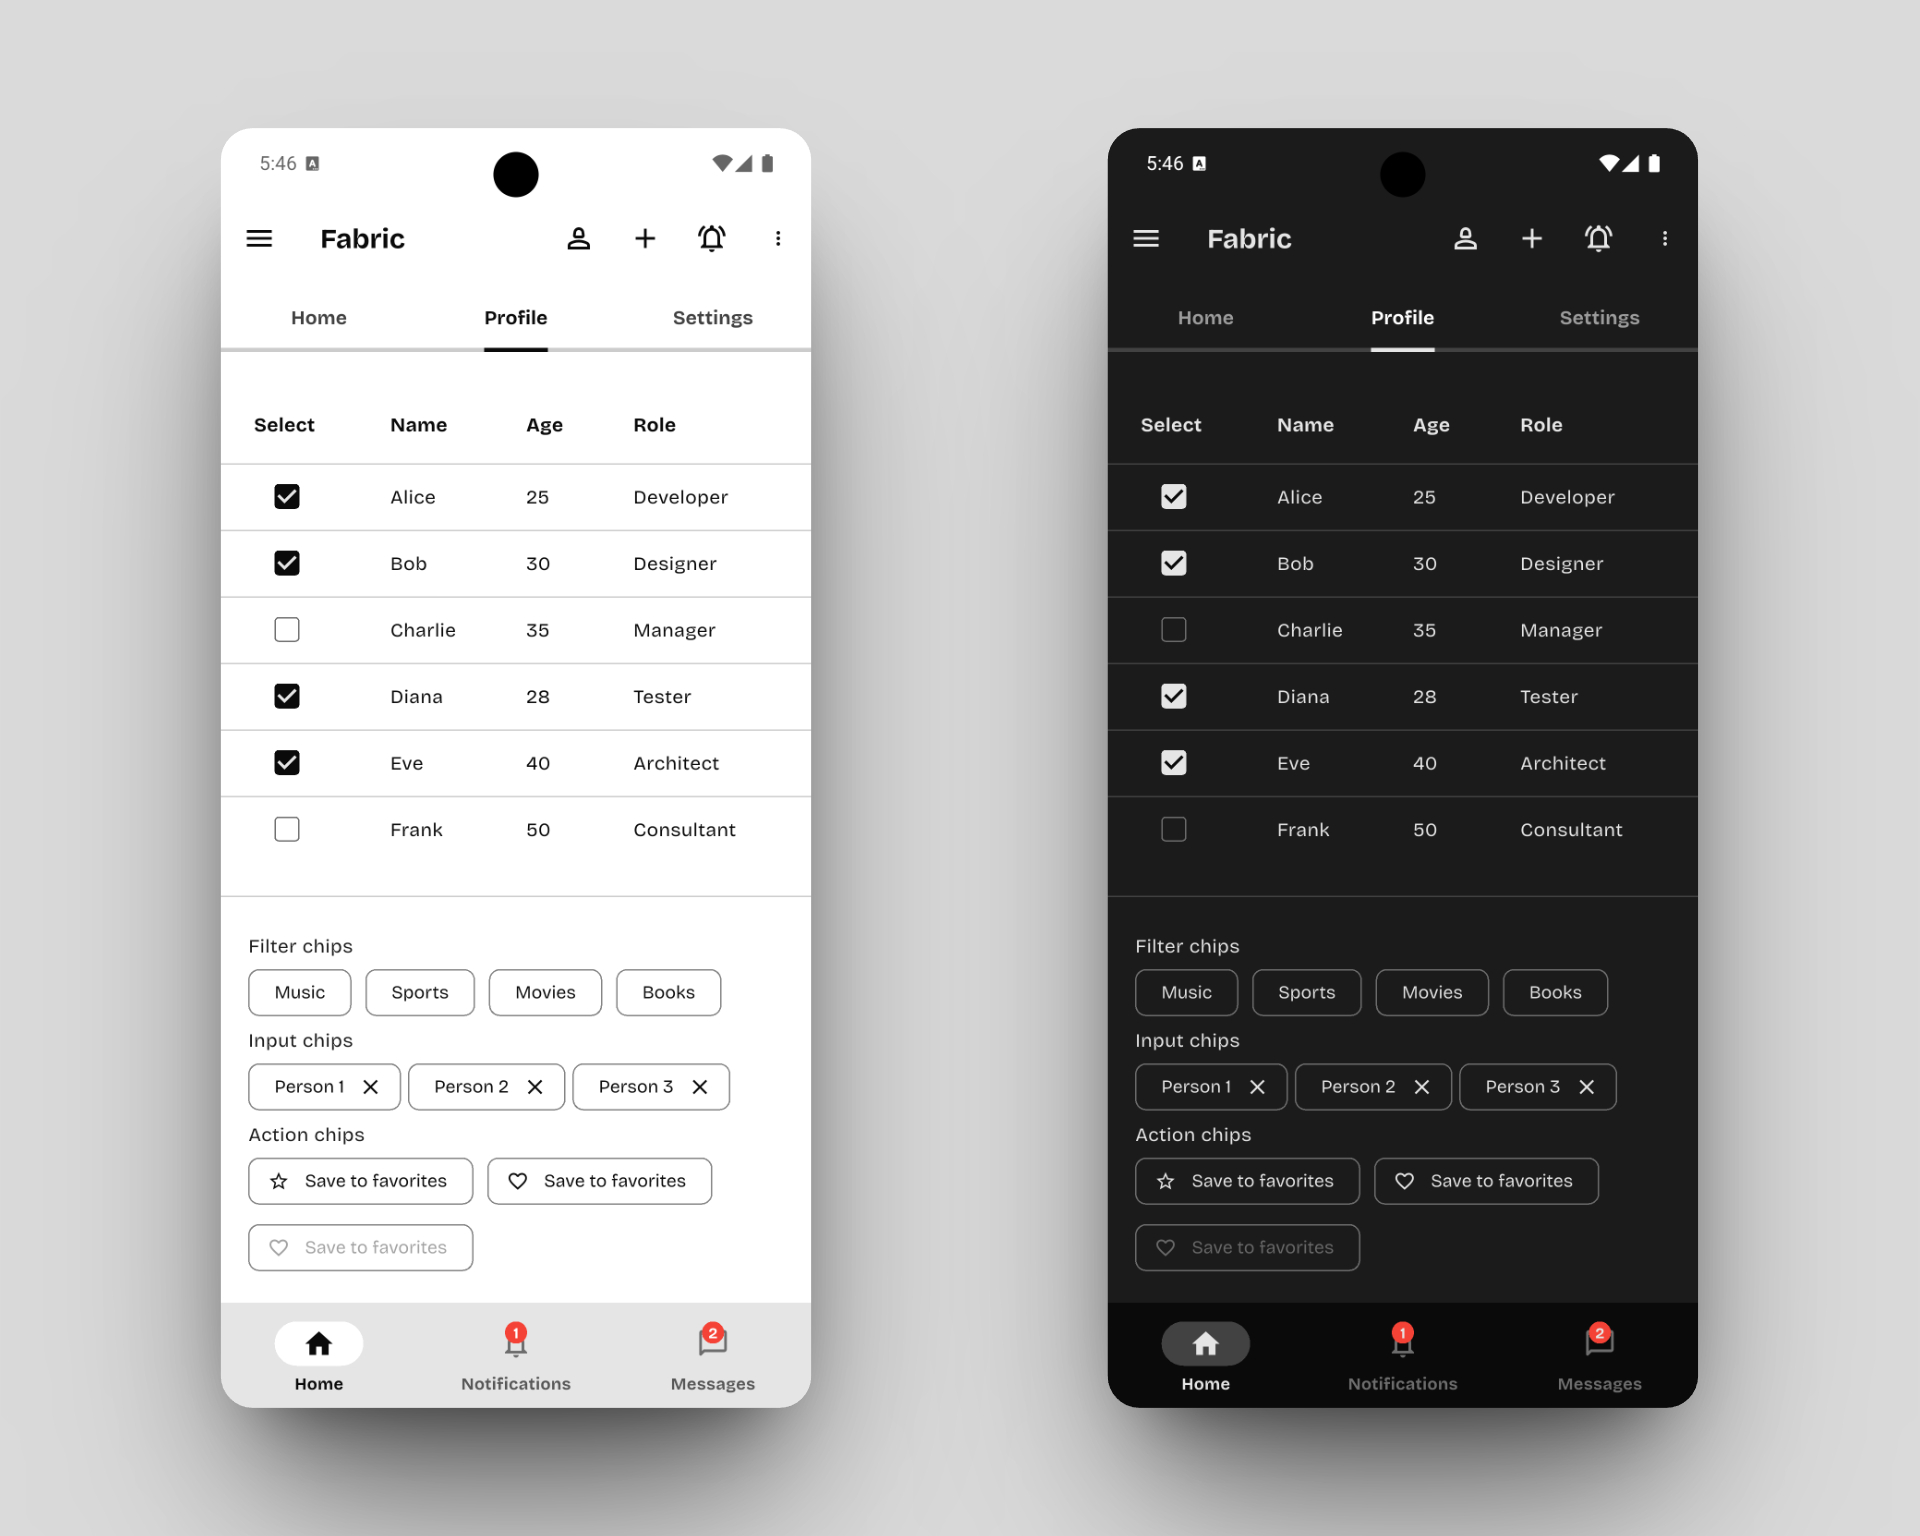 5:46
Fabric
Home Profile Settings
Select Name Age Role
Alice 25 Developer
Bob 30 Designer
Charlie 35 Manager
Diana 28 Tester
Eve 40 Architect
Frank 50 Consultant
Filter chips
Music Sports Movies Books
Input chips
Person 1 Person 2 Person 3
Action chips
Save to favorites Save to favorites
Save to favorites
1 2
Home Notifications Messages
5:46
Fabric
Home Profile Settings
Select Name Age Role
Alice 25 Developer
Bob 30 Designer
Charlie 35 Manager
Diana 28 Tester
Eve 40 Architect
Frank 50 Consultant
Filter chips
Music Sports Movies Books
Input chips
Person 1 Person 2 Person 3
Action chips
Save to favorites Save to favorites
Save to favorites
1 2
Home Notifications Messages